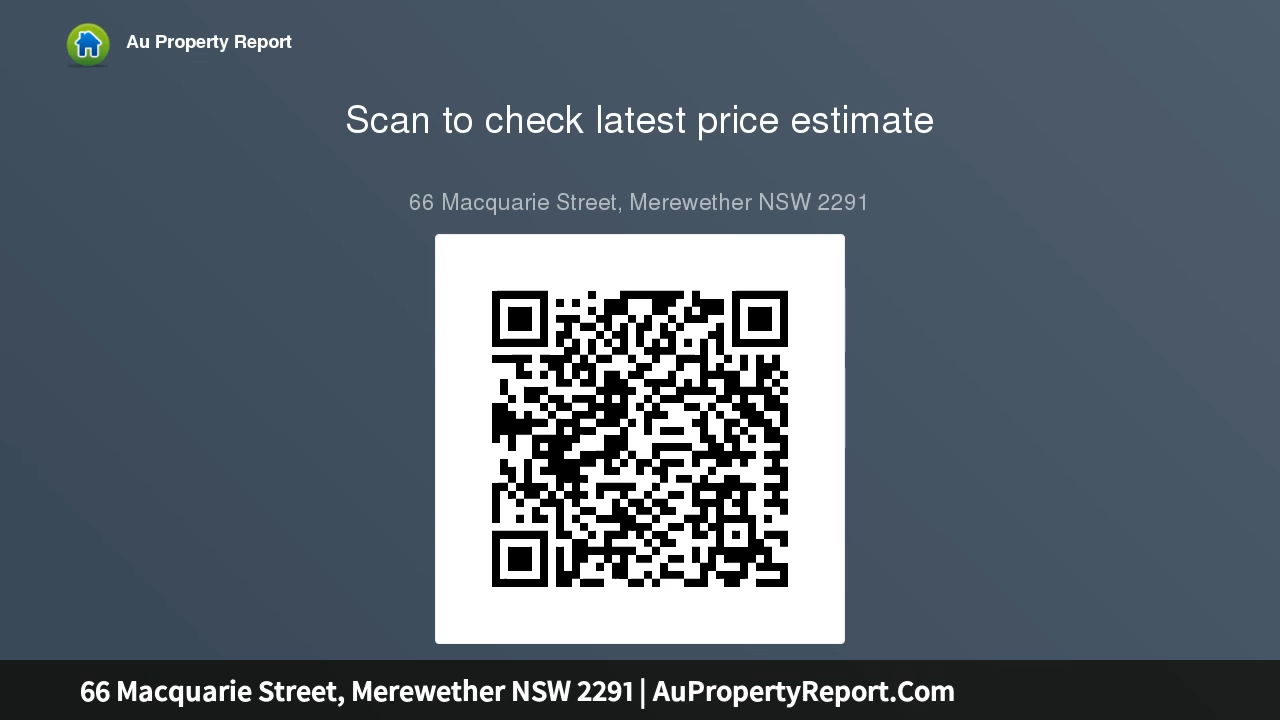 Au Property Report
Scan to check latest price estimate
66 Macquarie Street, Merewether NSW 2291
66 Macquarie Street, Merewether NSW 2291 | AuPropertyReport.Com